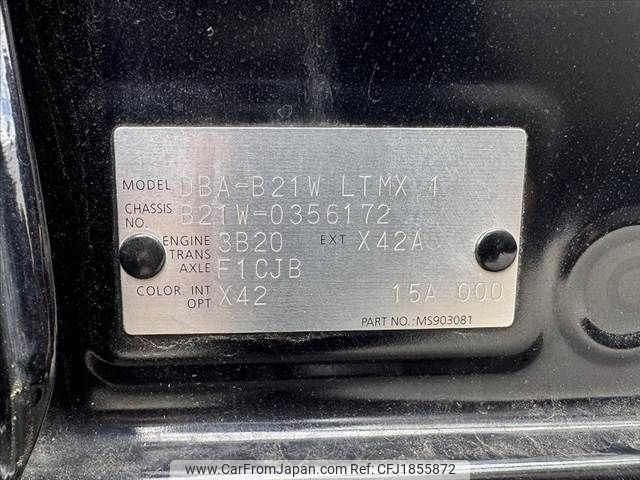 MODEL DBA-B21W LTMX 1
CHASSIS NO. B21W-0356172
ENGINE 3B20 EXT X42A
TRANS AXLE F1CJB
COLOR, INT OPT X42 15A 000
PART NO.: MS903081
www.CarFromJapan.com - CFJ1855872